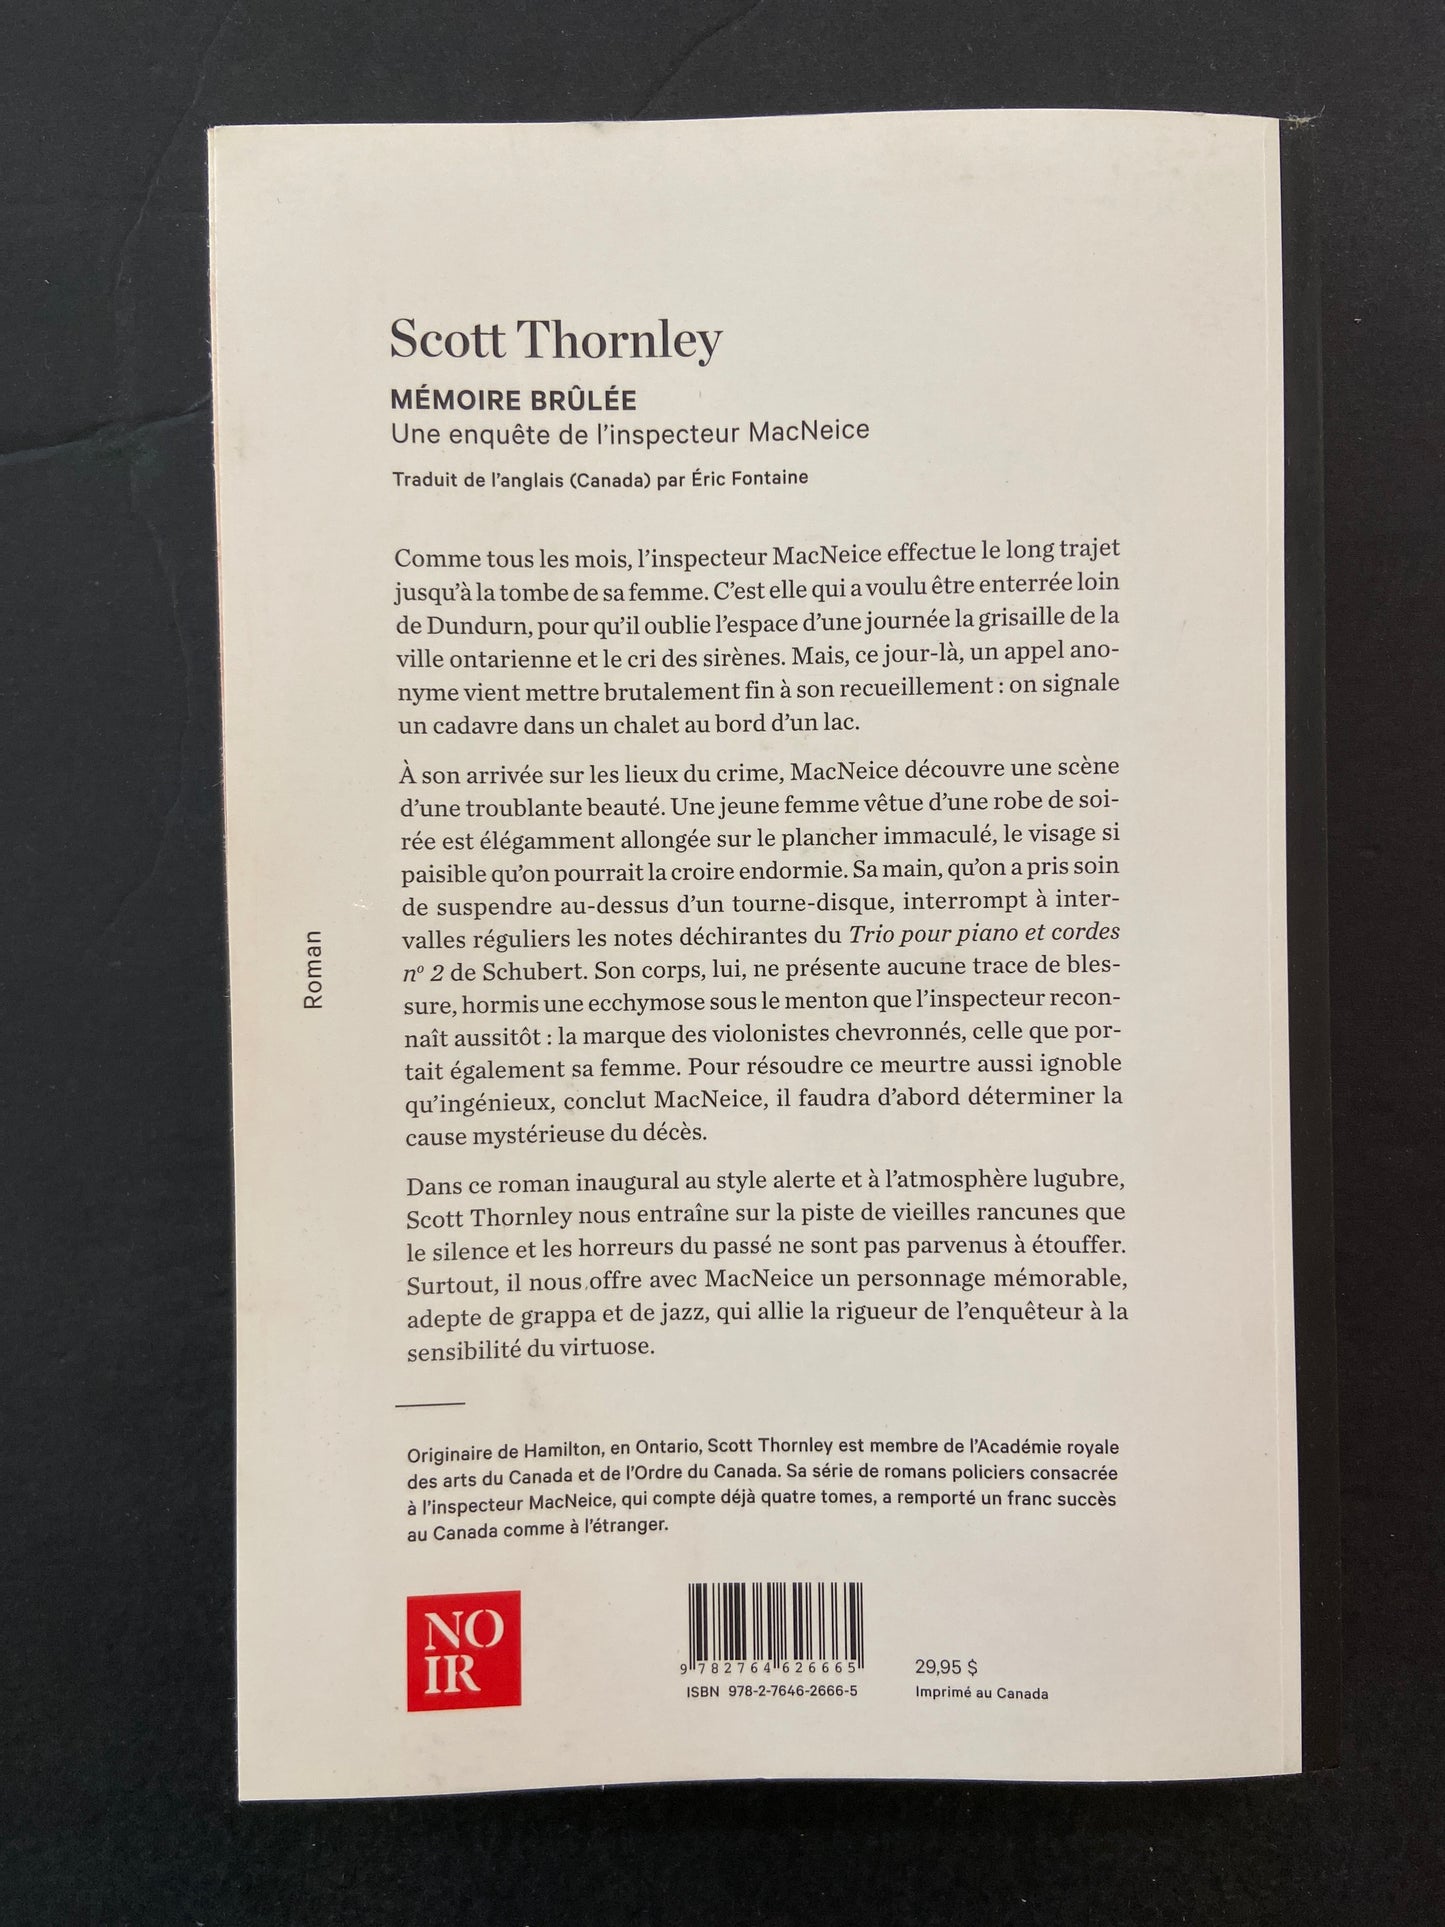 Scott Thornley
MÉMOIRE BRÛLÉE
Une enquête de l'inspecteur MacNeice
Traduit de l'anglais (Canada) par Éric Fontaine
Comme tous les mois, l'inspecteur MacNeice effectue le long trajet
jusqu'à la tombe de sa femme. C'est elle qui a voulu être enterrée loin
de Dundurn, pour qu'il oublie l'espace d'une journée la grisaille de la
ville ontarienne et le cri des sirènes. Mais, ce jour-là, un appel ano-
nyme vient mettre brutalement fin à son recueillement : on signale
un cadavre dans un chalet au bord d'un lac.
À son arrivée sur les lieux du crime, MacNeice découvre une scène
d'une troublante beauté. Une jeune femme vêtue d'une robe de soi-
rée est élégamment allongée sur le plancher immaculé, le visage si
paisible qu'on pourrait la croire endormie. Sa main, qu'on a pris soin
de suspendre au-dessus d'un tourne-disque, interrompt à inter-
valles réguliers les notes déchirantes du Trio pour piano et cordes
nº 2 de Schubert. Son corps, lui, ne présente aucune trace de bles-
sure, hormis une ecchymose sous le menton que l'inspecteur recon-
naît aussitôt : la marque des violonistes chevronnés, celle que por-
tait également sa femme. Pour résoudre ce meurtre aussi ignoble
qu'ingénieux, conclut MacNeice, il faudra d'abord déterminer la
cause mystérieuse du décès.
Dans ce roman inaugural au style alerte et à l'atmosphère lugubre,
Scott Thornley nous entraîne sur la piste de vieilles rancunes que
le silence et les horreurs du passé ne sont pas parvenus à étouffer.
Surtout, il nous offre avec MacNeice un personnage mémorable,
adepte de grappa et de jazz, qui allie la rigueur de l'enquêteur à la
sensibilité du virtuose.
Roman
Originaire de Hamilton, en Ontario, Scott Thornley est membre de l'Académie royale
des arts du Canada et de l'Ordre du Canada. Sa série de romans policiers consacrée
à l'inspecteur MacNeice, qui compte déjà quatre tomes, a remporté un franc succès
au Canada comme à l'étranger.
NO
IR
9 782764 626665
ISBN 978-2-7646-2666-5
29,95 $
Imprimé au Canada